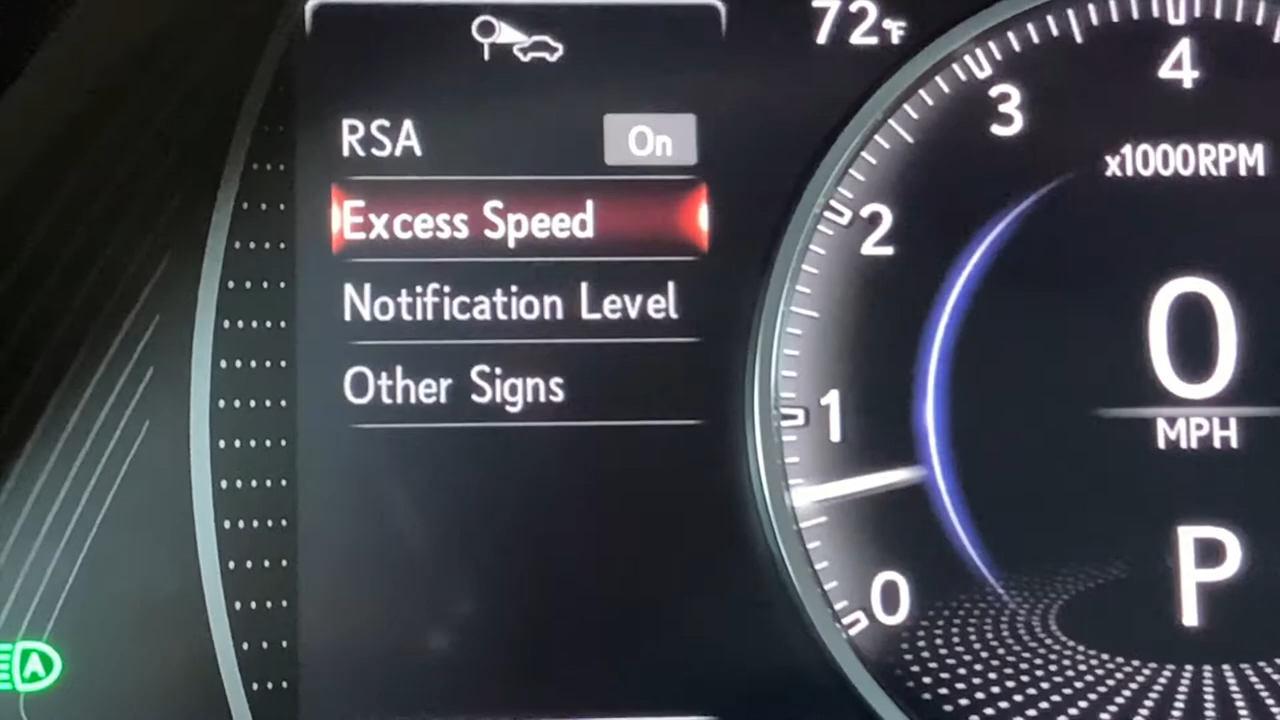 72°F
RSA On
Excess Speed
Notification Level
Other Signs
4
3
x1000RPM
2
0
MPH
1
P
0
A